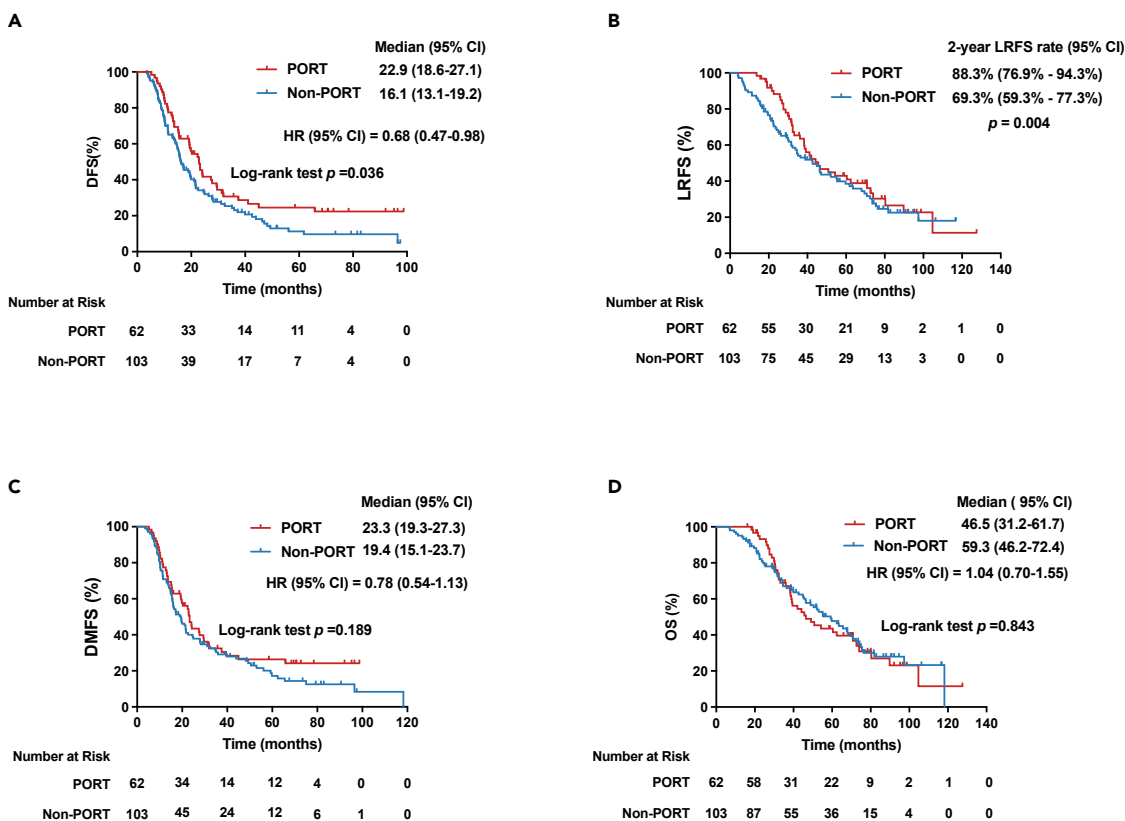 A
Median (95% CI)
PORT 22.9 (18.6-27.1)
Non-PORT 16.1 (13.1-19.2)
HR (95% CI) = 0.68 (0.47-0.98)
Log-rank test p =0.036
DFS(%)
100
80
60
40
20
0
0 20 40 60 80 100
Time (months)
Number at Risk
PORT 62 33 14 11 4 0
Non-PORT 103 39 17 7 4 0
B
2-year LRFS rate (95% CI)
PORT 88.3% (76.9% - 94.3%)
Non-PORT 69.3% (59.3% - 77.3%)
p = 0.004
LRFS (%)
100
80
60
40
20
0
0 20 40 60 80 100 120 140
Time (months)
Number at Risk
PORT 62 55 30 21 9 2 1 0
Non-PORT 103 75 45 29 13 3 0 0
C
Median (95% CI)
PORT 23.3 (19.3-27.3)
Non-PORT 19.4 (15.1-23.7)
HR (95% CI) = 0.78 (0.54-1.13)
Log-rank test p =0.189
DMFS (%)
100
80
60
40
20
0
0 20 40 60 80 100 120
Time (months)
Number at Risk
PORT 62 34 14 12 4 0 0
Non-PORT 103 45 24 12 6 1 0
D
Median ( 95% CI)
PORT 46.5 (31.2-61.7)
Non-PORT 59.3 (46.2-72.4)
HR (95% CI) = 1.04 (0.70-1.55)
Log-rank test p =0.843
OS (%)
100
80
60
40
20
0
0 20 40 60 80 100 120 140
Time (months)
Number at Risk
PORT 62 58 31 22 9 2 1 0
Non-PORT 103 87 55 36 15 4 0 0